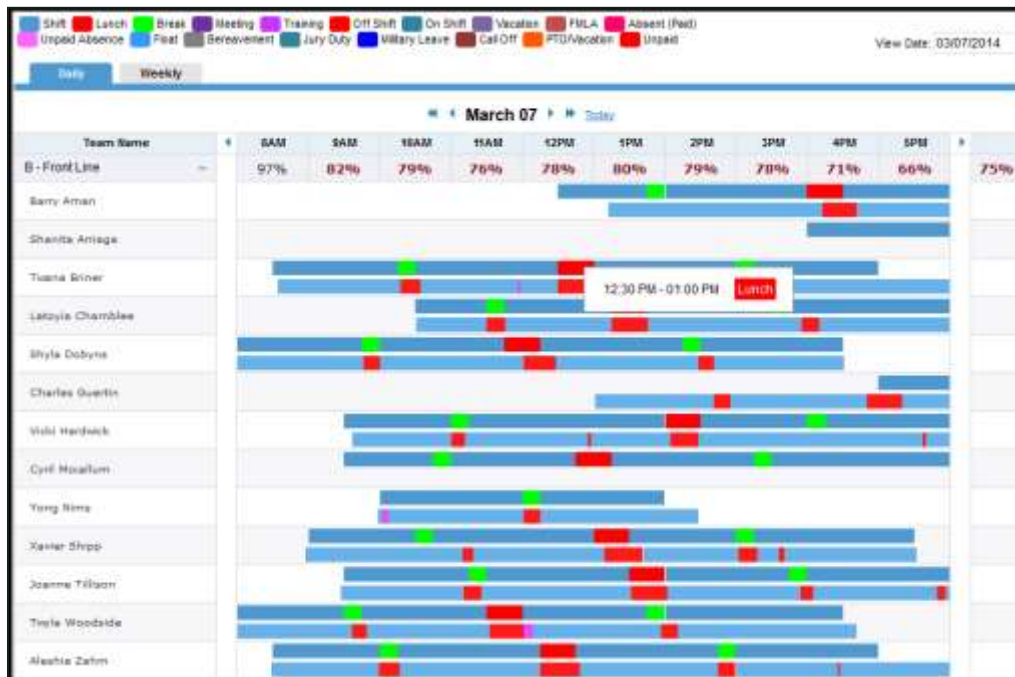 Shift Lunch Break Meeting Training Off Shift On Shift Vacation FMLA Absent (Paid)
Unpaid Absence Float Bereavement Jury Duty Military Leave Call Off PTO/Vacation Unpaid
View Date: 03/07/2014
Daily Weekly
March 07 Today
Team Name 8AM 9AM 10AM 11AM 12PM 1PM 2PM 3PM 4PM 5PM
B - Front Line 97% 82% 79% 76% 78% 80% 79% 78% 71% 66% 75%
Barry Aman
Shanita Arriaga
Tuana Briner
12:30 PM - 01:00 PM Lunch
Latoyia Chamblee
Shyla Dobyns
Charles Guertin
Vicki Hardwick
Cyril Mccallum
Yong Nims
Xavier Shipp
Joanne Tillson
Twyla Woodside
Aleshia Zahm